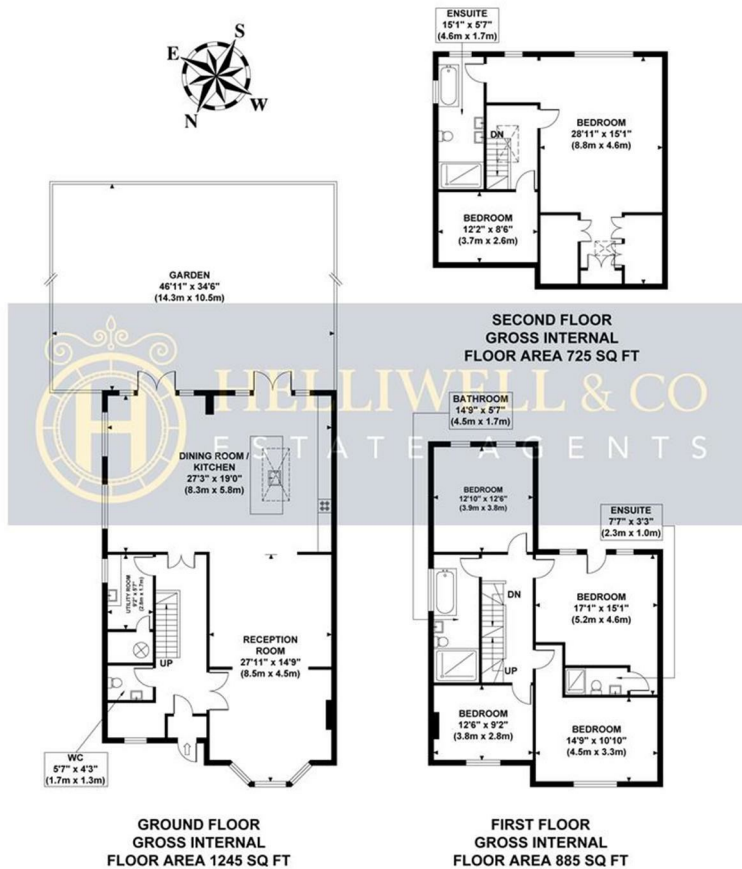 S
E
W
N
ENSUITE
15'1" x 5'7"
(4.6m x 1.7m)
DN
BEDROOM
28'11" x 15'1"
(8.8m x 4.6m)
BEDROOM
12'2" x 8'6"
(3.7m x 2.6m)
SECOND FLOOR
GROSS INTERNAL
FLOOR AREA 725 SQ FT
GARDEN
46'11" x 34'6"
(14.3m x 10.5m)
HELLIWELL & CO
ESTATE AGENTS
DINING ROOM /
KITCHEN
27'3" x 19'0"
(8.3m x 5.8m)
UTILITY ROOM
9'2" x 5'7"
(2.8m x 1.7m)
UP
RECEPTION
ROOM
27'11" x 14'9"
(8.5m x 4.5m)
WC
5'7" x 4'3"
(1.7m x 1.3m)
GROUND FLOOR
GROSS INTERNAL
FLOOR AREA 1245 SQ FT
BATHROOM
14'9" x 5'7"
(4.5m x 1.7m)
BEDROOM
12'10" x 12'6"
(3.9m x 3.8m)
ENSUITE
7'7" x 3'3"
(2.3m x 1.0m)
DN
UP
BEDROOM
17'1" x 15'1"
(5.2m x 4.6m)
BEDROOM
12'6" x 9'2"
(3.8m x 2.8m)
BEDROOM
14'9" x 10'10"
(4.5m x 3.3m)
FIRST FLOOR
GROSS INTERNAL
FLOOR AREA 885 SQ FT